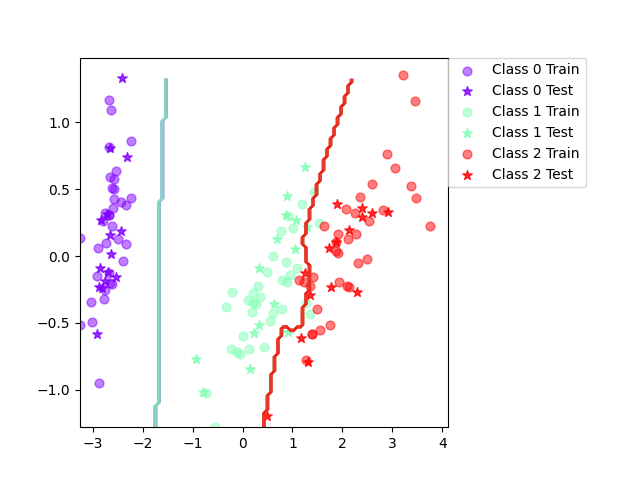 Class 0 Train
Class 0 Test
Class 1 Train
Class 1 Test
Class 2 Train
Class 2 Test
1.0
0.5
0.0
−0.5
−1.0
−3 −2 −1 0 1 2 3 4